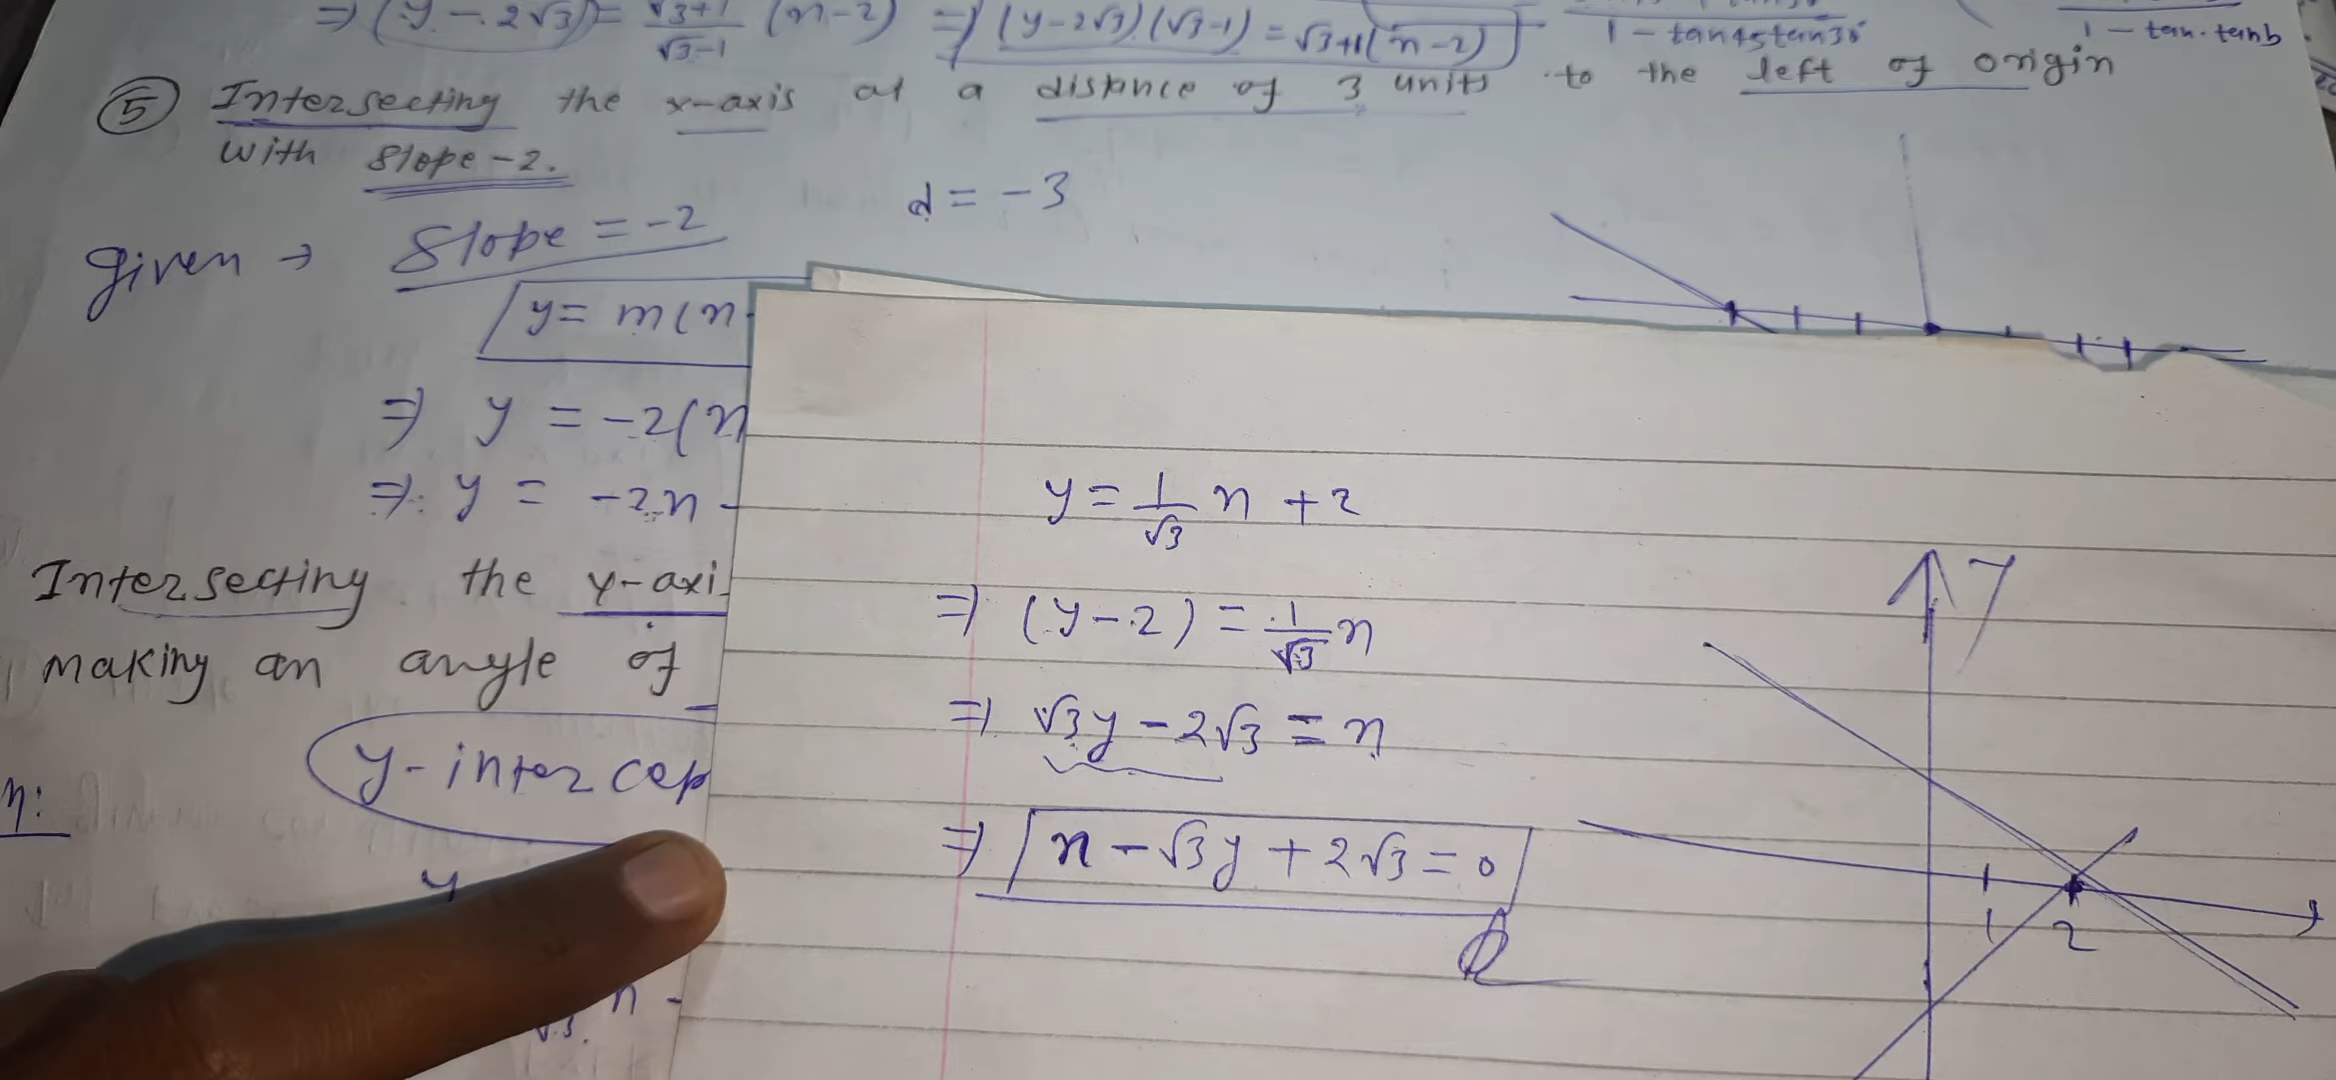 ⇒ (y - 2√3) = √3+1/√3-1 (n-2) ⇒ (y-2√3)(√3-1) = √3+1(n-2)
1 - tan45tan30
1 - tan.tanb
⑤ Intersecting the x-axis at a distance of 3 units to the left of origin
with slope -2.
d = -3
given → Slope = -2
y = m(n
⇒ y = -2(n
⇒ y = -2n -
Intersecting the y-axi
making an angle of
y-intercep
n:
y
√3. n -
y = 1/√3 n + 2
⇒ (y-2) = 1/√3 n
⇒ √3y - 2√3 = n
⇒ n - √3y + 2√3 = 0
y
1 2